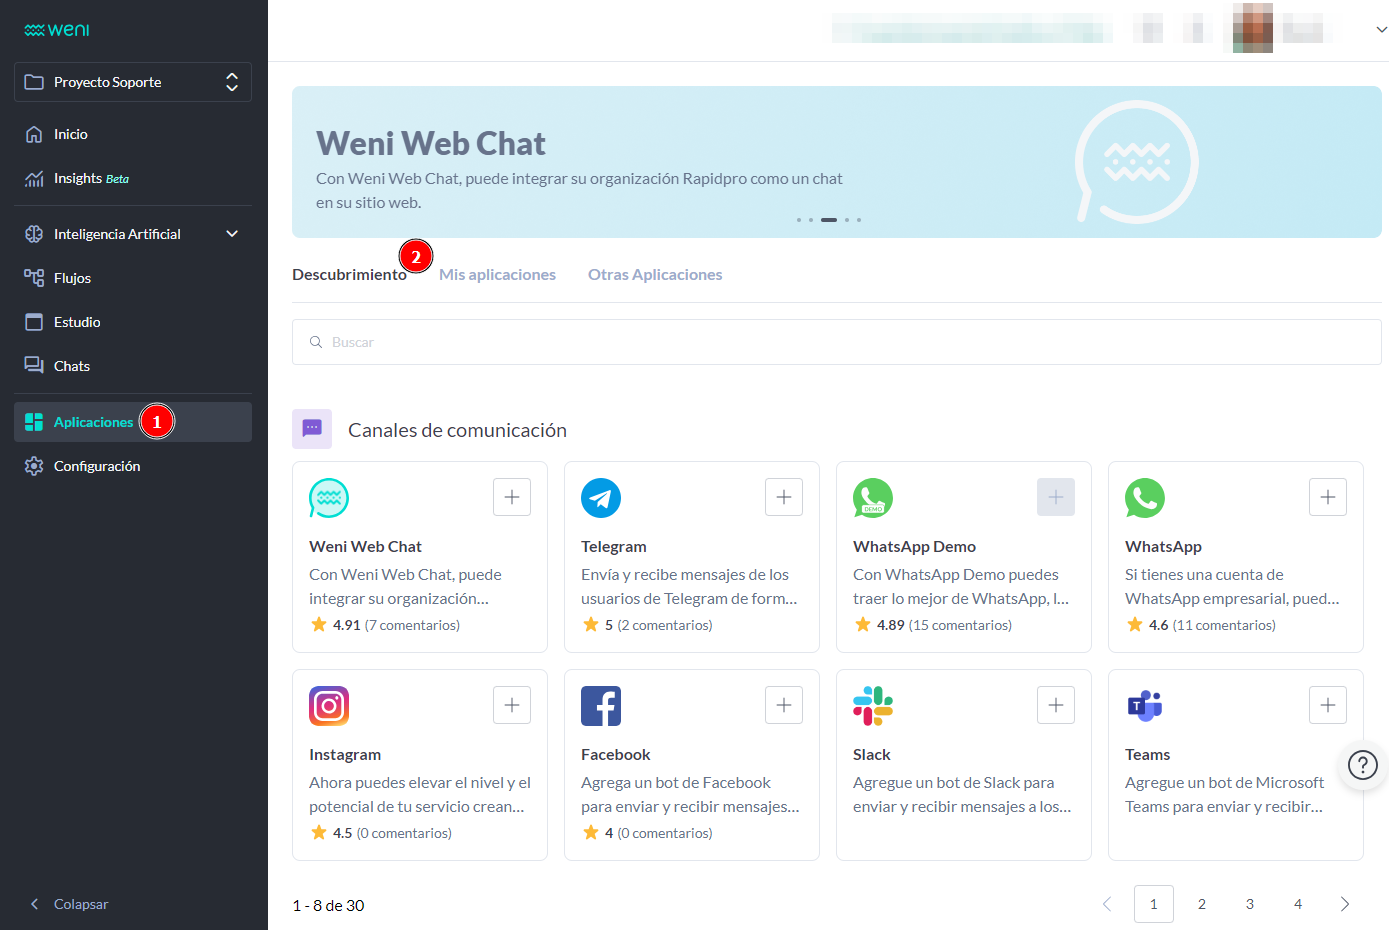 weni
Proyecto Soporte
Inicio
Insights Beta
Inteligencia Artificial
Flujos
Estudio
Chats
Aplicaciones 1
Configuración
Colapsar
Weni Web Chat
Con Weni Web Chat, puede integrar su organización Rapidpro como un chat
en su sitio web.
Descubrimiento 2 Mis aplicaciones Otras Aplicaciones
Buscar
Canales de comunicación
Weni Web Chat
Con Weni Web Chat, puede
integrar su organización...
4.91 (7 comentarios)
Telegram
Envía y recibe mensajes de los
usuarios de Telegram de form...
5 (2 comentarios)
DEMO
WhatsApp Demo
Con WhatsApp Demo puedes
traer lo mejor de WhatsApp, l...
4.89 (15 comentarios)
WhatsApp
Si tienes una cuenta de
WhatsApp empresarial, pued...
4.6 (11 comentarios)
Instagram
Ahora puedes elevar el nivel y el
potencial de tu servicio crean...
4.5 (0 comentarios)
Facebook
Agrega un bot de Facebook
para enviar y recibir mensajes...
4 (0 comentarios)
Slack
Agregue un bot de Slack para
enviar y recibir mensajes a los...
T
Teams
Agregue un bot de Microsoft
Teams para enviar y recibir...
?
1 - 8 de 30
1 2 3 4